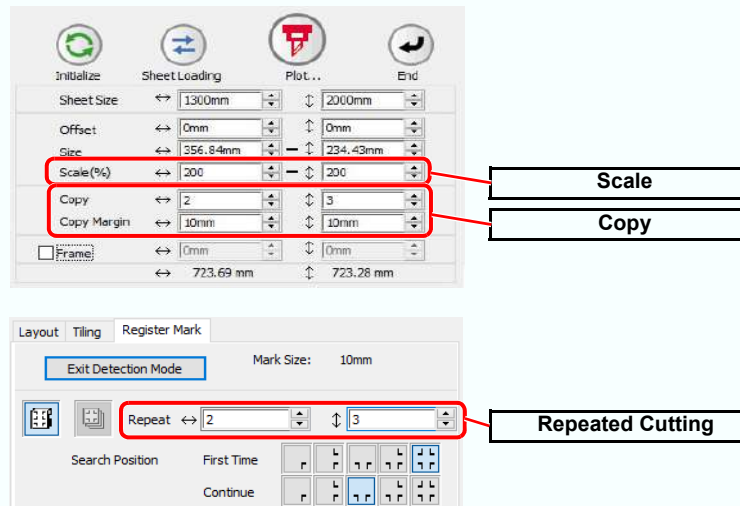 Initialize Sheet Loading Plot... End
Sheet Size ↔ 1300mm ↕ 2000mm
Offset ↔ 0mm ↕ 0mm
Size ↔ 356.84mm ↕ 234.43mm
Scale(%) ↔ 200 ↕ 200
Scale
Copy ↔ 2 ↕ 3
Copy
Copy Margin ↔ 10mm ↕ 10mm
Frame ↔ 0mm ↕ 0mm
↔ 723.69 mm ↕ 723.28 mm
Layout Tiling Register Mark
Exit Detection Mode Mark Size: 10mm
Repeat ↔ 2 ↕ 3
Repeated Cutting
Search Position First Time
Continue